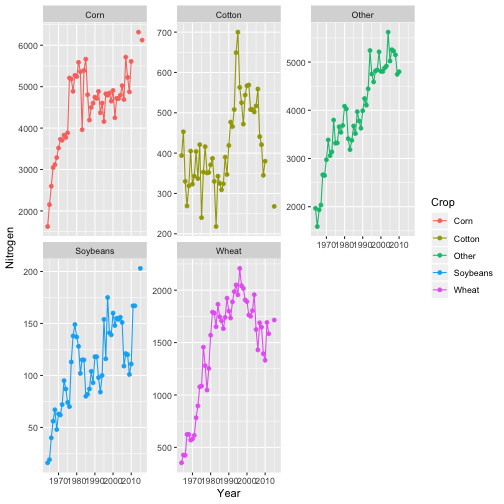 Corn
Cotton
Other
6000
5000
4000
3000
2000
700
600
500
400
300
200
5000
4000
3000
2000
1970 1980 1990 2000 2010
Nitrogen
Crop
Corn
Cotton
Other
Soybeans
Wheat
Soybeans
Wheat
200
150
100
50
2000
1500
1000
500
1970 1980 1990 2000 2010
1970 1980 1990 2000 2010
Year